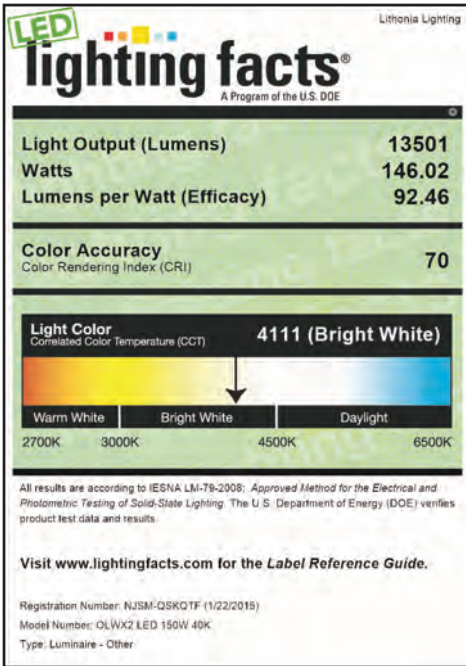 Lithonia Lighting
LED
lighting facts®
A Program of the U.S. DOE
Light Output (Lumens) 13501
Watts 146.02
Lumens per Watt (Efficacy) 92.46
Color Accuracy
Color Rendering Index (CRI) 70
Light Color
Correlated Color Temperature (CCT) 4111 (Bright White)
Warm White Bright White Daylight
2700K 3000K 4500K 6500K
All results are according to IESNA LM-79-2008: Approved Method for the Electrical and
Photometric Testing of Solid-State Lighting. The U.S. Department of Energy (DOE) verifies
product test data and results.
Visit www.lightingfacts.com for the Label Reference Guide.
Registration Number: NJSM-QSKQTF (1/22/2015)
Model Number: OLWX2 LED 150W 40K
Type: Luminaire - Other